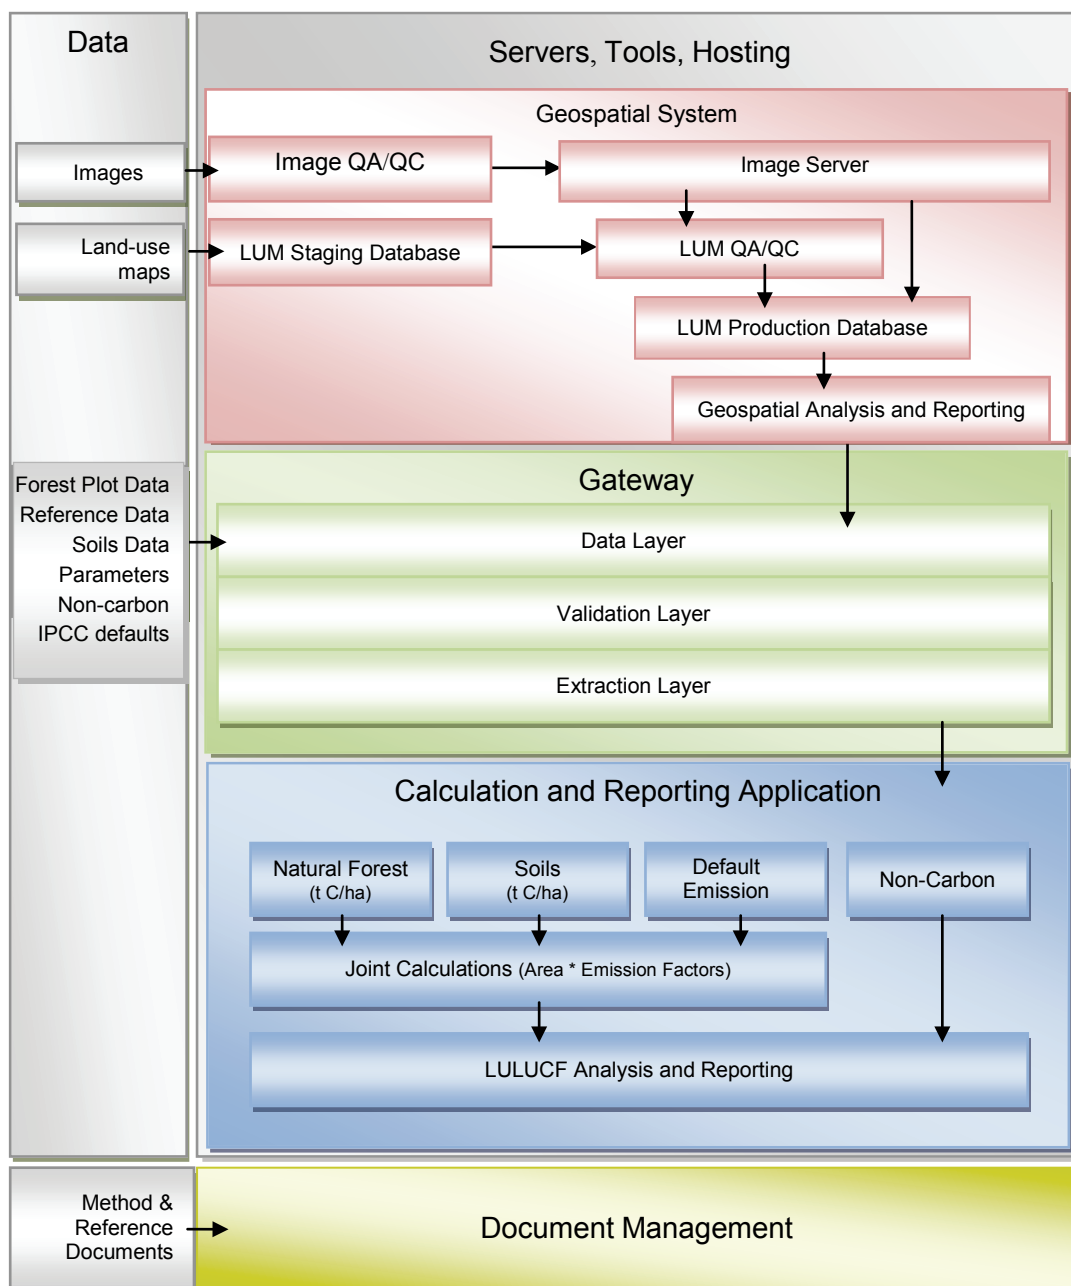 Data
Servers, Tools, Hosting
Geospatial System
Images
Image QA/QC
Image Server
Land-use
maps
LUM Staging Database
LUM QA/QC
LUM Production Database
Geospatial Analysis and Reporting
Gateway
Forest Plot Data
Reference Data
Soils Data
Parameters
Non-carbon
IPCC defaults
Data Layer
Validation Layer
Extraction Layer
Calculation and Reporting Application
Natural Forest
(t C/ha)
Soils
(t C/ha)
Default
Emission
Non-Carbon
Joint Calculations (Area * Emission Factors)
LULUCF Analysis and Reporting
Method &
Reference
Documents
Document Management